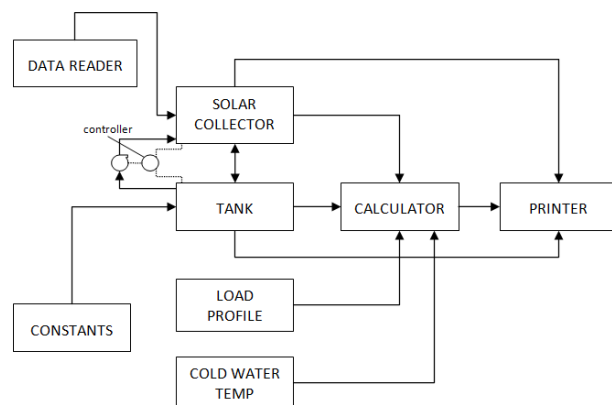 DATA READER
SOLAR
COLLECTOR
controller
TANK
CALCULATOR
PRINTER
LOAD
PROFILE
CONSTANTS
COLD WATER
TEMP